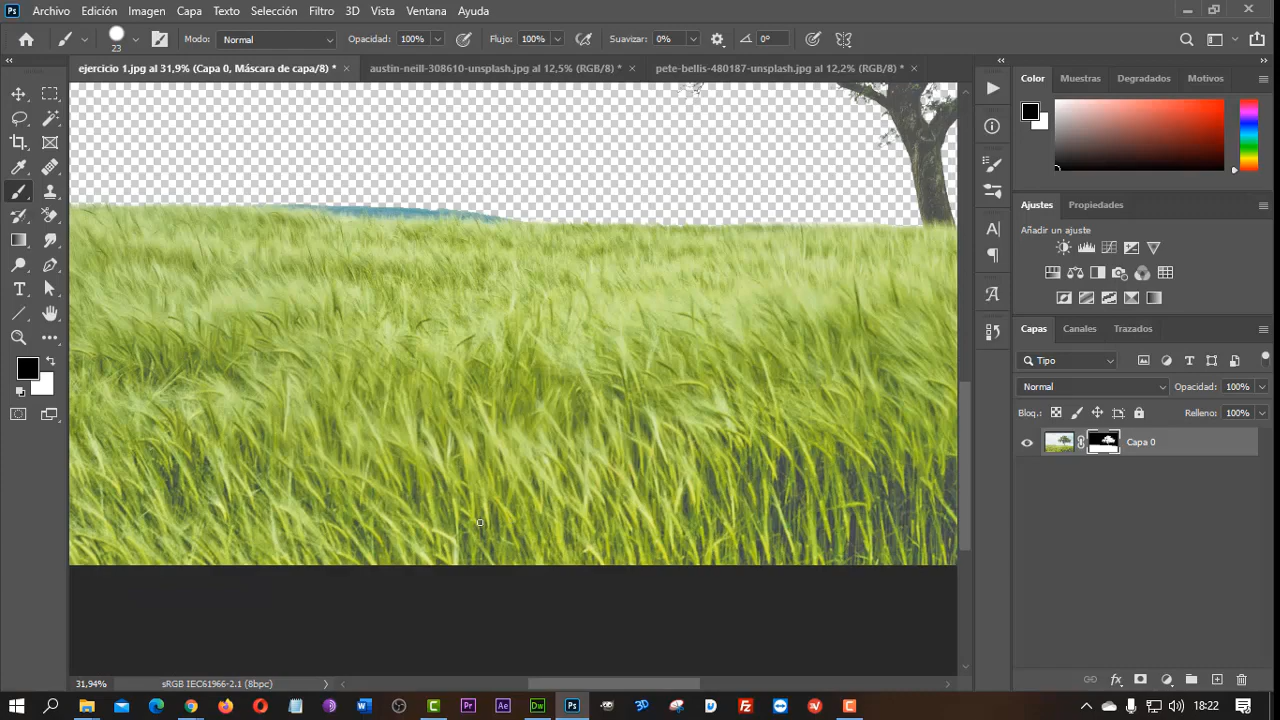 Ps Archivo Edición Imagen Capa Texto Selección Filtro 3D Vista Ventana Ayuda
23 Modo: Normal Opacidad: 100% Flujo: 100% Suavizar: 0% 0°
ejercicio 1.jpg al 31,9% (Capa 0, Máscara de capa/8) * × austin-neill-308610-unsplash.jpg al 12,5% (RGB/8) * × pete-bellis-480187-unsplash.jpg al 12,2% (RGB/8) * ×
Color Muestras Degradados Motivos
Ajustes Propiedades
Añadir un ajuste
Capas Canales Trazados
Tipo
Normal Opacidad: 100%
Bloq.: Relleno: 100%
Capa 0
31,94% sRGB IEC61966-2.1 (8bpc)
18:22